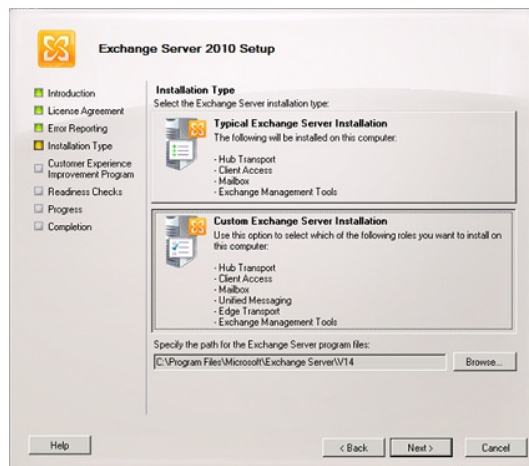 Exchange Server 2010 Setup
Introduction
License Agreement
Error Reporting
Installation Type
Customer Experience
Improvement Program
Readiness Checks
Progress
Completion
Installation Type
Select the Exchange Server installation type:
Typical Exchange Server Installation
The following will be installed on this computer:
- Hub Transport
- Client Access
- Mailbox
- Exchange Management Tools
Custom Exchange Server Installation
Use this option to select which of the following roles you want to install on
this computer:
- Hub Transport
- Client Access
- Mailbox
- Unified Messaging
- Edge Transport
- Exchange Management Tools
Specify the path for the Exchange Server program files:
C:\Program Files\Microsoft\Exchange Server\V14
Browse...
Help
< Back
Next >
Cancel